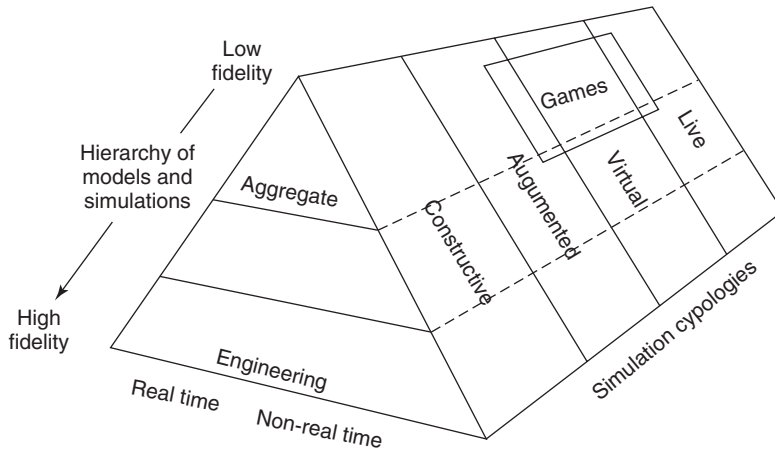 Low
fidelity
Hierarchy of
models and
simulations
High
fidelity
Aggregate
Engineering
Real time
Non-real time
Games
Constructive
Augumented
Virtual
Live
Simulation cypologies